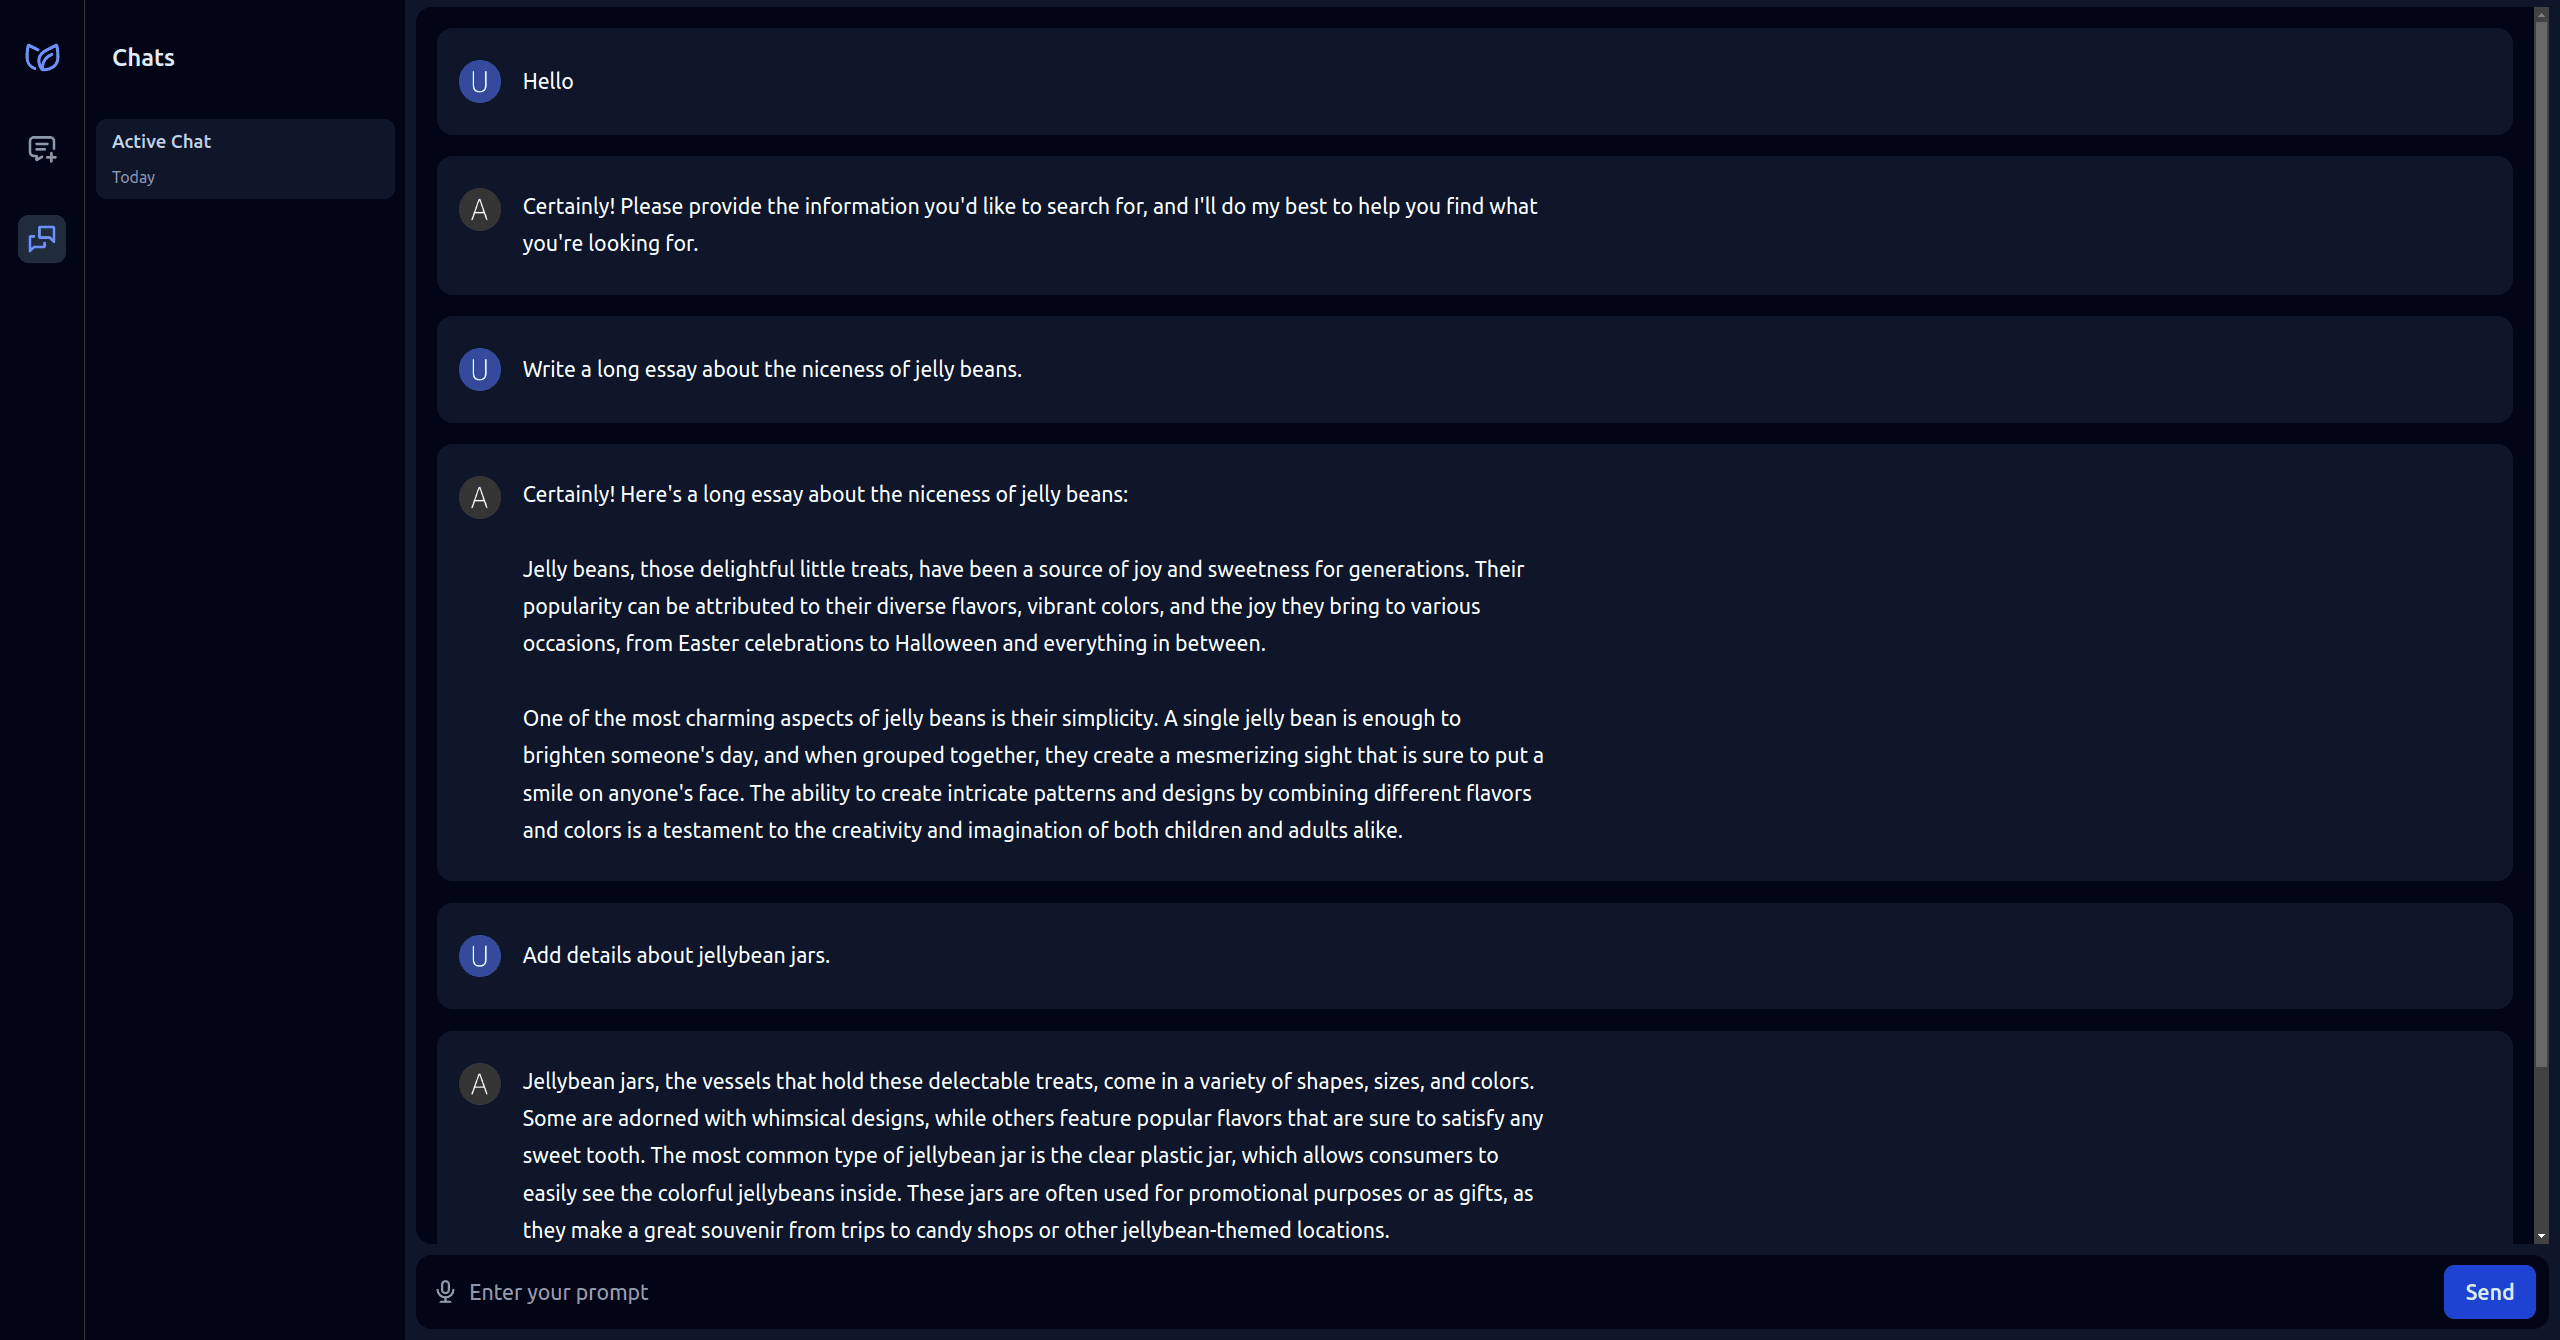 Chats
Active Chat
Today
U
Hello
A
Certainly! Please provide the information you'd like to search for, and I'll do my best to help you find what
you're looking for.
U
Write a long essay about the niceness of jelly beans.
A
Certainly! Here's a long essay about the niceness of jelly beans:
Jelly beans, those delightful little treats, have been a source of joy and sweetness for generations. Their
popularity can be attributed to their diverse flavors, vibrant colors, and the joy they bring to various
occasions, from Easter celebrations to Halloween and everything in between.
One of the most charming aspects of jelly beans is their simplicity. A single jelly bean is enough to
brighten someone's day, and when grouped together, they create a mesmerizing sight that is sure to put a
smile on anyone's face. The ability to create intricate patterns and designs by combining different flavors
and colors is a testament to the creativity and imagination of both children and adults alike.
U
Add details about jellybean jars.
A
Jellybean jars, the vessels that hold these delectable treats, come in a variety of shapes, sizes, and colors.
Some are adorned with whimsical designs, while others feature popular flavors that are sure to satisfy any
sweet tooth. The most common type of jellybean jar is the clear plastic jar, which allows consumers to
easily see the colorful jellybeans inside. These jars are often used for promotional purposes or as gifts, as
they make a great souvenir from trips to candy shops or other jellybean-themed locations.
Enter your prompt
Send